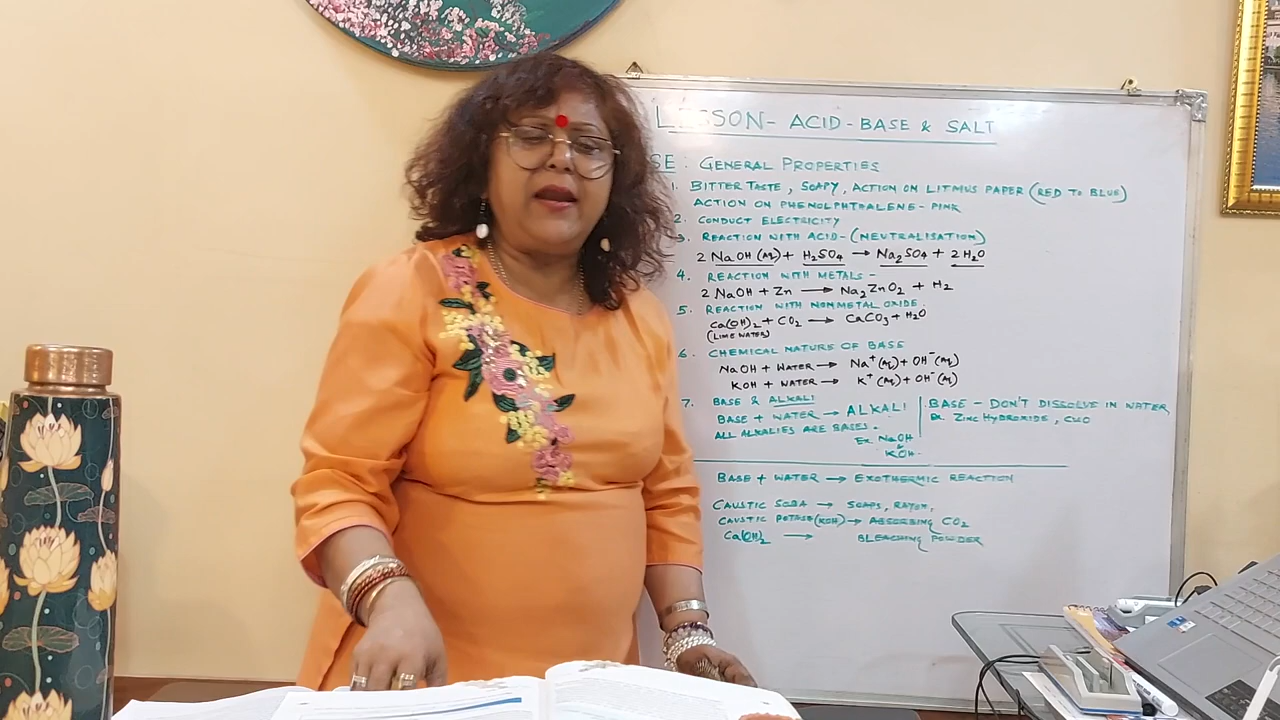 LESSON- ACID-BASE & SALT
SE: GENERAL PROPERTIES
1. BITTER TASTE, SOAPY, ACTION ON LITMUS PAPER (RED TO BLUE)
ACTION ON PHENOLPHTHALENE- PINK
2. CONDUCT ELECTRICITY
3. REACTION WITH ACID-(NEUTRALISATION)
2 NaOH (Aq) + H₂SO₄ → Na₂SO₄ + 2H₂O
4. REACTION WITH METALS -
2 NaOH + Zn → Na₂ZnO₂ + H₂
5. REACTION WITH NONMETAL OXIDE.
Ca(OH)₂ + CO₂ → CaCO₃ + H₂O
(LIME WATER)
6. CHEMICAL NATURE OF BASE
NaOH + WATER → Na⁺(Aq) + OH⁻(Aq)
KOH + WATER → K⁺(Aq) + OH⁻(Aq)
7. BASE & ALKALI
BASE + WATER → ALKALI
ALL ALKALIES ARE BASES.
Ex. NaOH
&
KOH.
BASE - DON'T DISSOLVE IN WATER,
Ex. ZINC HYDROXIDE, CUO
BASE + WATER → EXOTHERMIC REACTION
CAUSTIC SODA → SOAPS, RAYON,
CAUSTIC POTASH (KOH) → ABSORBING CO₂
Ca(OH)₂ → BLEACHING POWDER